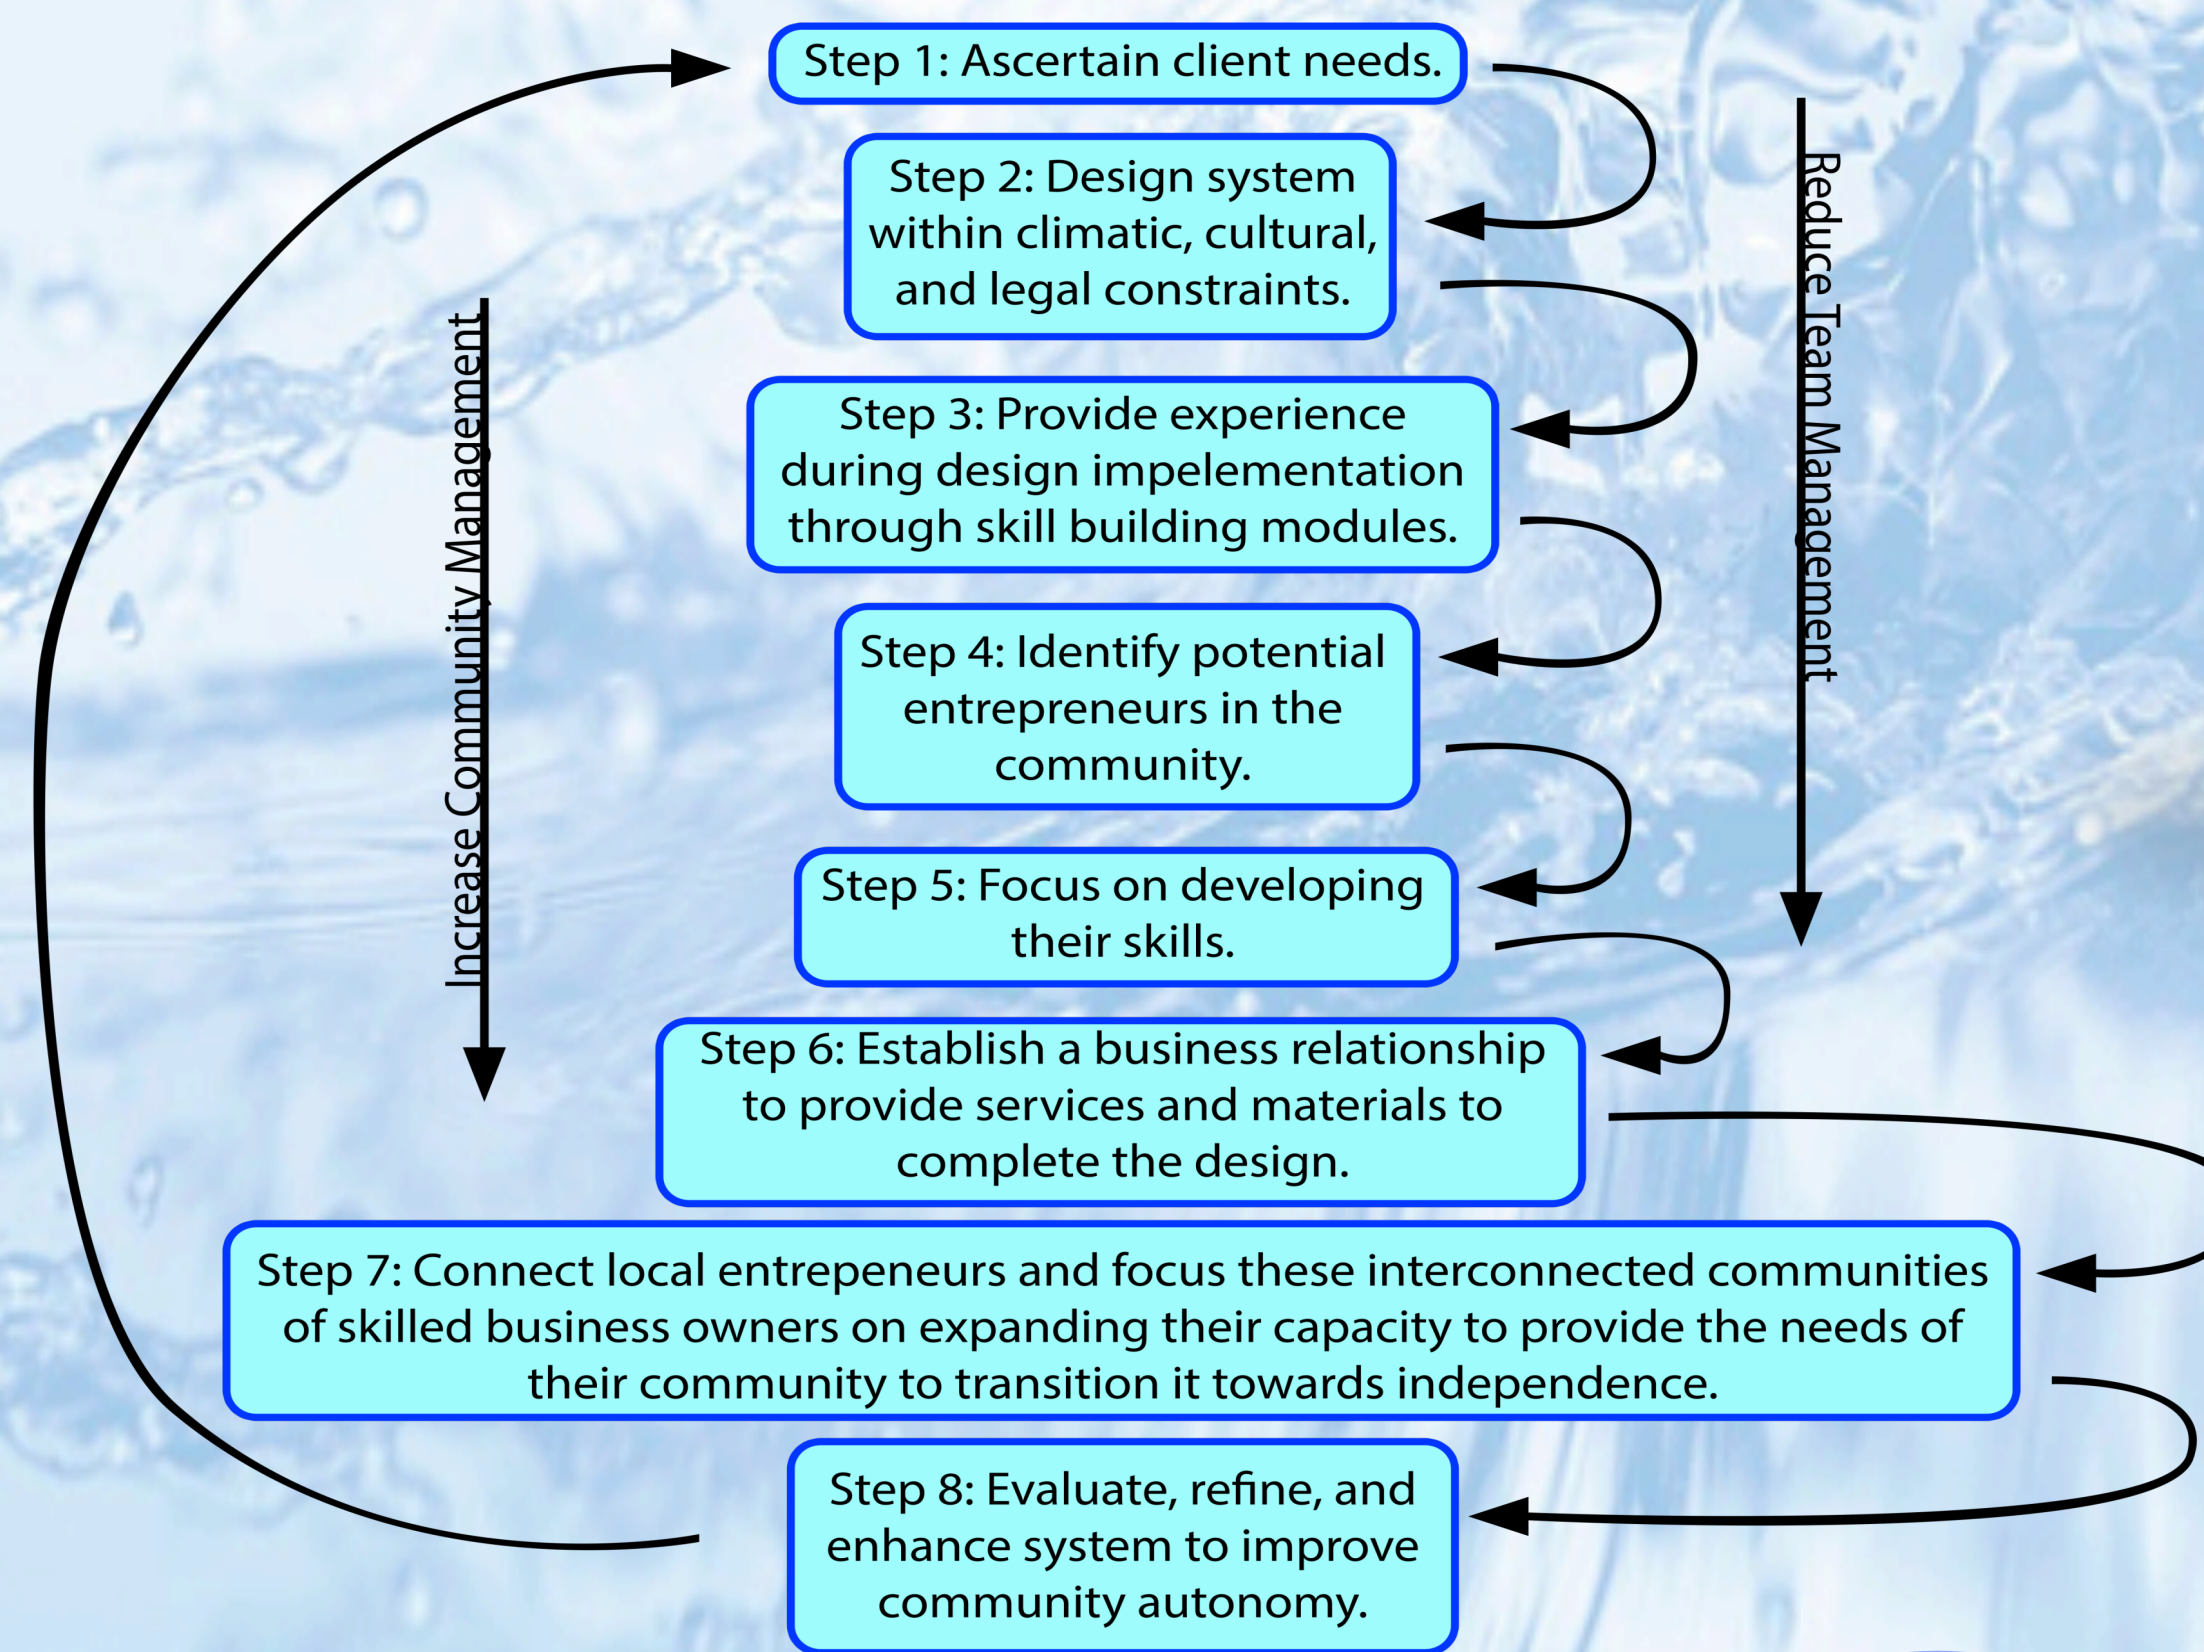 Step 1: Ascertain client needs.
Step 2: Design system
within climatic, cultural,
and legal constraints.
Step 3: Provide experience
during design impelementation
through skill building modules.
Step 4: Identify potential
entrepreneurs in the
community.
Step 5: Focus on developing
their skills.
Step 6: Establish a business relationship
to provide services and materials to
complete the design.
Step 7: Connect local entrepeneurs and focus these interconnected communities
of skilled business owners on expanding their capacity to provide the needs of
their community to transition it towards independence.
Step 8: Evaluate, refine, and
enhance system to improve
community autonomy.
Increase Community Management
Reduce Team Management